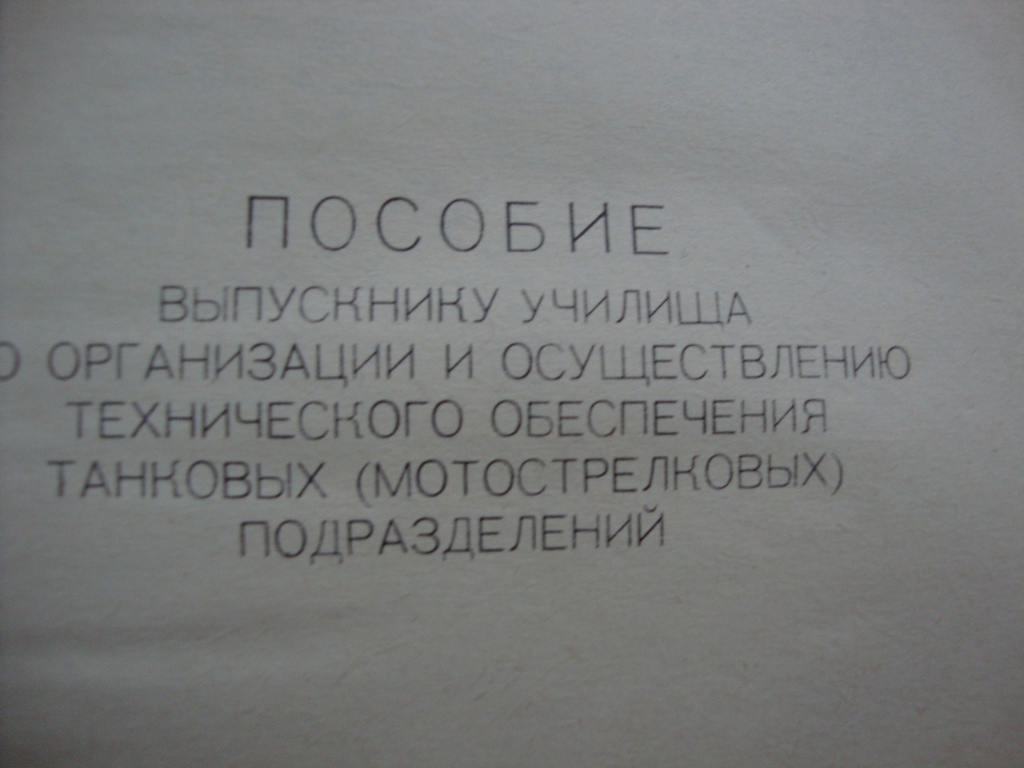 ПОСОБИЕ
ВЫПУСКНИКУ УЧИЛИЩА
О ОРГАНИЗАЦИИ И ОСУЩЕСТВЛЕНИЮ
ТЕХНИЧЕСКОГО ОБЕСПЕЧЕНИЯ
ТАНКОВЫХ (МОТОСТРЕЛКОВЫХ)
ПОДРАЗДЕЛЕНИЙ